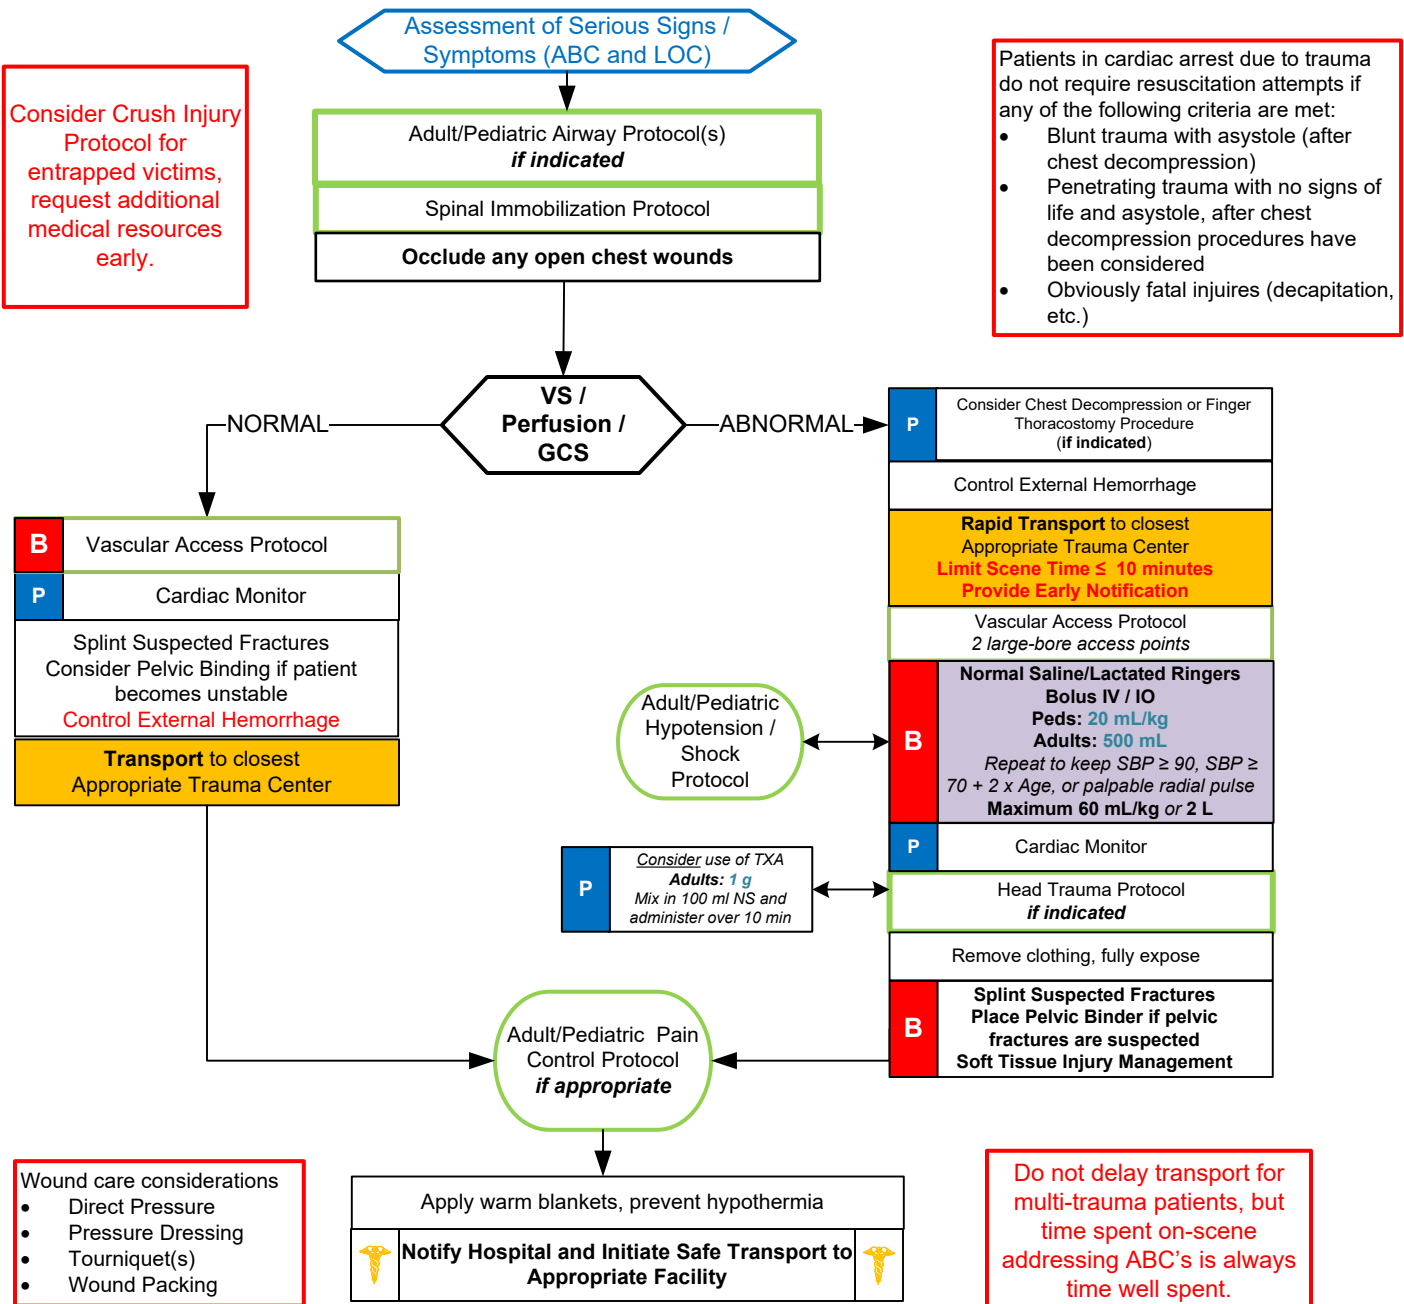 Assessment of Serious Signs /
Symptoms (ABC and LOC)
Consider Crush Injury
Protocol for
entrapped victims,
request additional
medical resources
early.
Adult/Pediatric Airway Protocol(s)
if indicated
Spinal Immobilization Protocol
Occlude any open chest wounds
Patients in cardiac arrest due to trauma
do not require resuscitation attempts if
any of the following criteria are met:
• Blunt trauma with asystole (after
chest decompression)
• Penetrating trauma with no signs of
life and asystole, after chest
decompression procedures have
been considered
• Obviously fatal injuires (decapitation,
etc.)
VS /
Perfusion /
GCS
NORMAL
ABNORMAL
B
Vascular Access Protocol
P
Cardiac Monitor
Splint Suspected Fractures
Consider Pelvic Binding if patient
becomes unstable
Control External Hemorrhage
Transport to closest
Appropriate Trauma Center
P
Consider Chest Decompression or Finger
Thoracostomy Procedure
(if indicated)
Control External Hemorrhage
Rapid Transport to closest
Appropriate Trauma Center
Limit Scene Time ≤ 10 minutes
Provide Early Notification
Vascular Access Protocol
2 large-bore access points
B
Normal Saline/Lactated Ringers
Bolus IV / IO
Peds: 20 mL/kg
Adults: 500 mL
Repeat to keep SBP ≥ 90, SBP ≥
70 + 2 x Age, or palpable radial pulse
Maximum 60 mL/kg or 2 L
Adult/Pediatric
Hypotension /
Shock
Protocol
P
Cardiac Monitor
P
Consider use of TXA
Adults: 1 g
Mix in 100 ml NS and
administer over 10 min
Head Trauma Protocol
if indicated
Remove clothing, fully expose
B
Splint Suspected Fractures
Place Pelvic Binder if pelvic
fractures are suspected
Soft Tissue Injury Management
Adult/Pediatric Pain
Control Protocol
if appropriate
Wound care considerations
• Direct Pressure
• Pressure Dressing
• Tourniquet(s)
• Wound Packing
Apply warm blankets, prevent hypothermia
Notify Hospital and Initiate Safe Transport to
Appropriate Facility
Do not delay transport for
multi-trauma patients, but
time spent on-scene
addressing ABC's is always
time well spent.